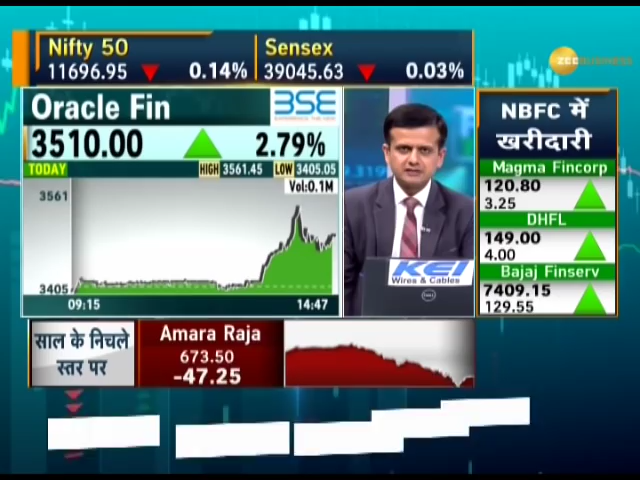 Nifty 50
11696.95 0.14%
Sensex
39045.63 0.03%
ZEE BUSINESS
Oracle Fin
BSE
3510.00 2.79%
TODAY HIGH 3561.45 LOW 3405.05
Vol:0.1M
3561
3405
09:15 14:47
KEI
Wires & Cables
NBFC में
खरीदारी
Magma Fincorp
120.80
3.25
DHFL
149.00
4.00
Bajaj Finserv
7409.15
129.55
साल के निचले
स्तर पर
Amara Raja
673.50
-47.25